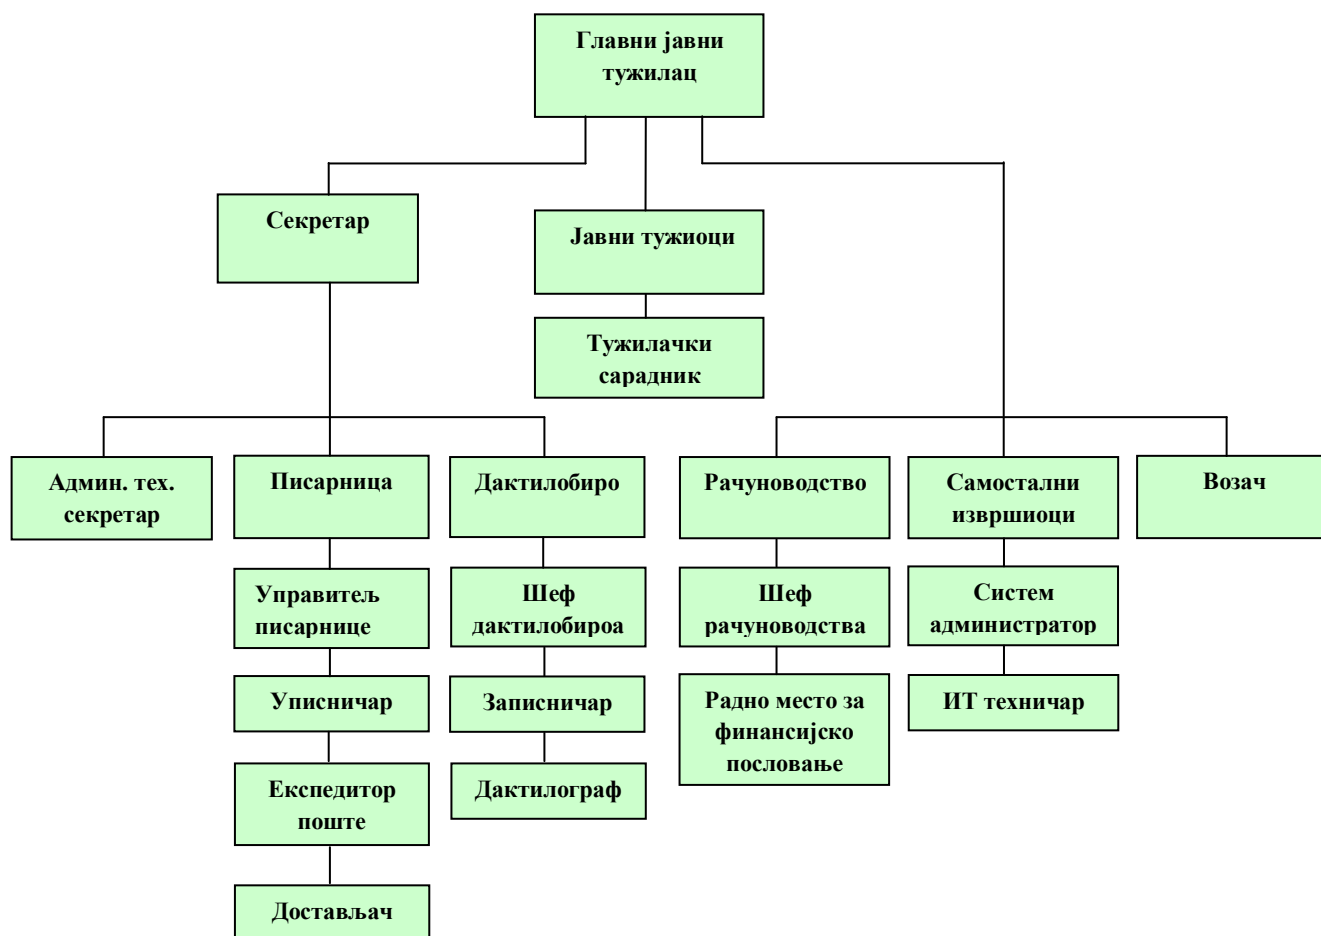 Главни јавни
тужилац
Секретар
Јавни тужиоци
Тужилачки
сарадник
Админ. тех.
секретар
Писарница
Дактилобиро
Рачуноводство
Самостални
извршиоци
Возач
Управитељ
писарнице
Шеф
дактилобироа
Шеф
рачуноводства
Систем
администратор
Уписничар
Записничар
Радно место за
финансијско
пословање
ИТ техничар
Експедитор
поште
Дактилограф
Достављач